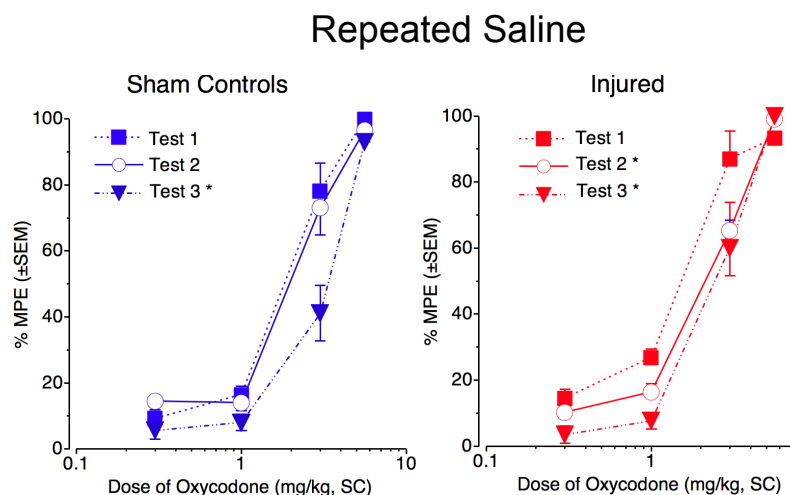 Repeated Saline
Sham Controls
Injured
% MPE (±SEM)
100
80
60
40
20
0
Test 1
Test 2
Test 3 *
0.1
1
10
Dose of Oxycodone (mg/kg, SC)
% MPE (±SEM)
100
80
60
40
20
0
Test 1
Test 2 *
Test 3 *
0.1
1
10
Dose of Oxycodone (mg/kg, SC)